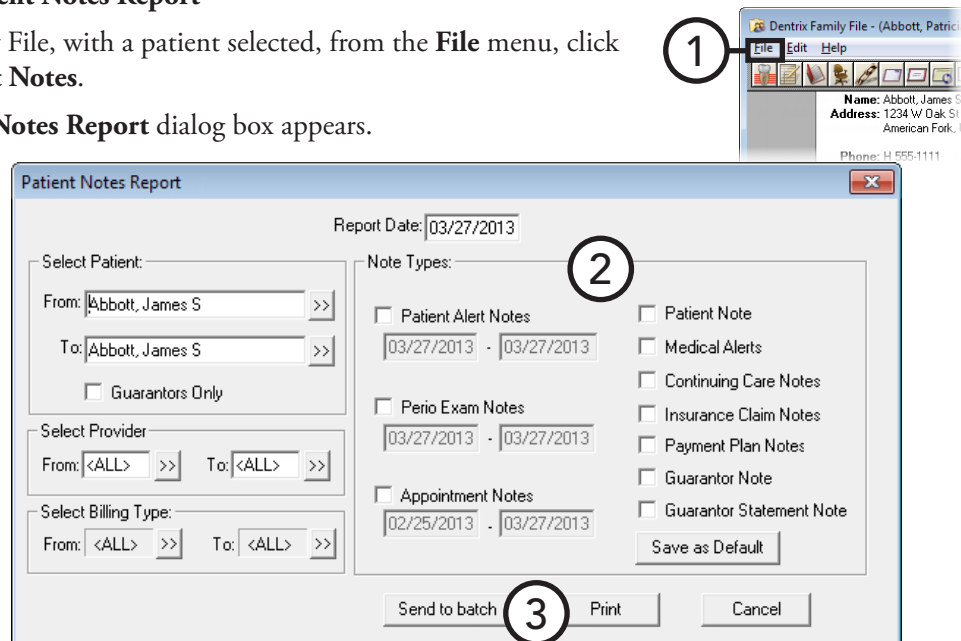 ent Notes Report
File, with a patient selected, from the File menu, click
Notes.
Notes Report dialog box appears.
1
Dentrix Family File - (Abbott, Patric
File Edit Help
Name: Abbott, James S
Address: 1234 W Oak St
American Fork,
Phone: H 555-1111
Patient Notes Report
Report Date: 03/27/2013
Select Patient:
From: Abbott, James S >>
To: Abbott, James S >>
Guarantors Only
Select Provider
From: <ALL> >> To: <ALL> >>
Select Billing Type:
From: <ALL> >> To: <ALL> >>
Note Types:
2
Patient Alert Notes
03/27/2013 - 03/27/2013
Perio Exam Notes
03/27/2013 - 03/27/2013
Appointment Notes
02/25/2013 - 03/27/2013
Patient Note
Medical Alerts
Continuing Care Notes
Insurance Claim Notes
Payment Plan Notes
Guarantor Note
Guarantor Statement Note
Save as Default
Send to batch 3 Print Cancel